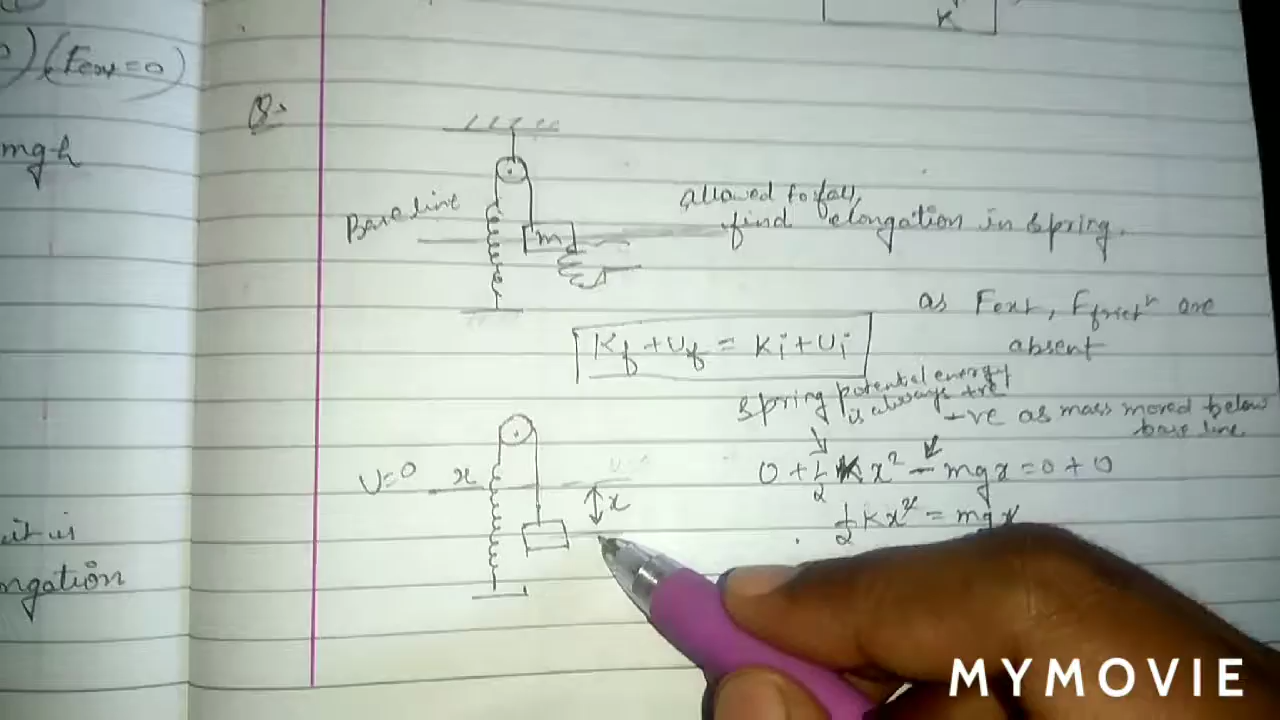 K
(Fext = 0)
mgh
Q:
Base line
m
allowed to fall,
find elongation in spring.
as Fext, Ffrictⁿ are
absent
Kf + Uf = Ki + Ui
spring potential energy
is always +ve
-ve as mass moved below
base line
U=0
x
x
0 + 1/2 Kx² - mgx = 0 + 0
1/2 Kx² = mgx
it is
ngation
MYMOVIE